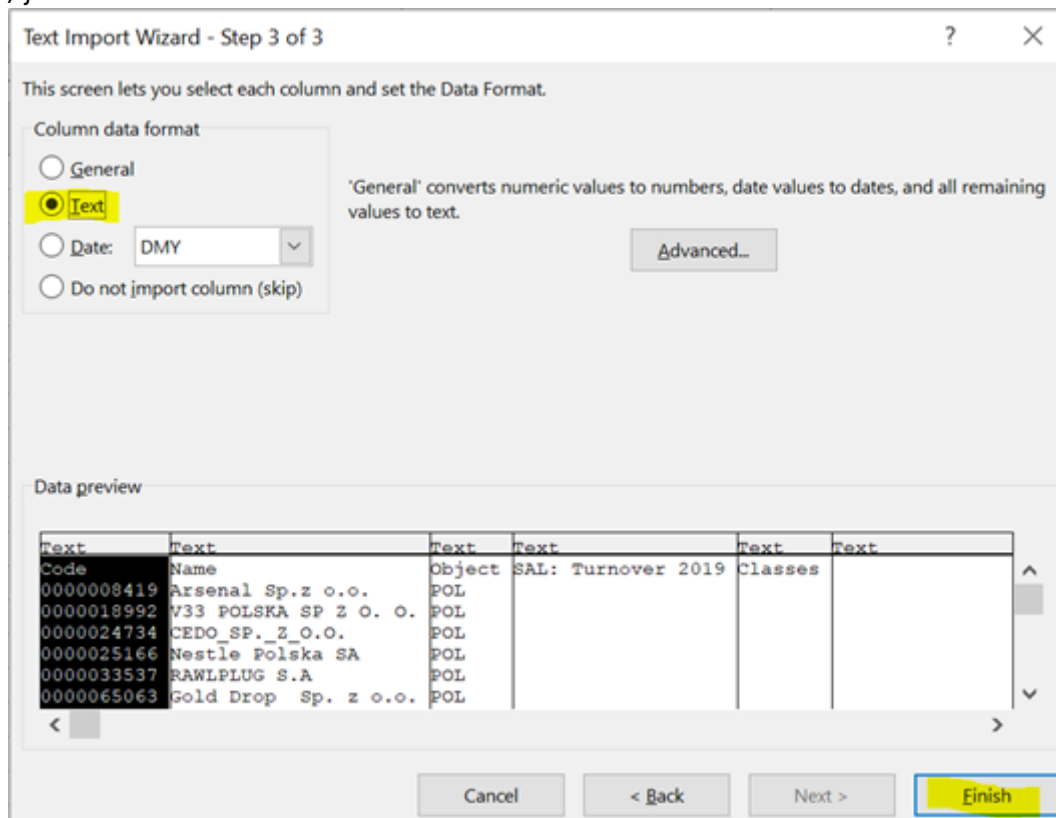 Text Import Wizard - Step 3 of 3
?
This screen lets you select each column and set the Data Format.
Column data format
General
Text
Date: DMY
Do not import column (skip)
'General' converts numeric values to numbers, date values to dates, and all remaining
values to text.
Advanced...
Data preview
Text Text Text Text Text Text
Code Name Object SAL: Turnover 2019 Classes
0000008419 Arsenal Sp.z o.o. POL
0000018992 V33 POLSKA SP Z O. O. POL
0000024734 CEDO_SP._Z_O.O. POL
0000025166 Nestle Polska SA POL
0000033537 RAWLPLUG S.A POL
0000065063 Gold Drop  Sp. z o.o. POL
Cancel < Back Next > Finish